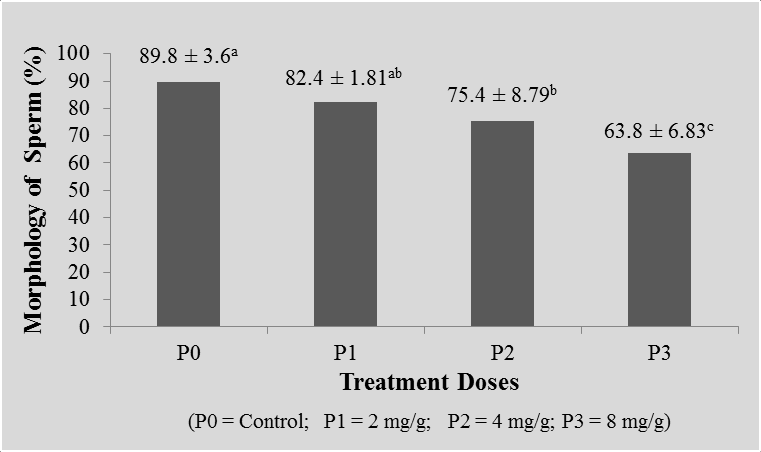 Morphology of Sperm (%)
100
90
80
70
60
50
40
30
20
10
0
89.8 ± 3.6ᵃ
82.4 ± 1.81ᵃᵇ
75.4 ± 8.79ᵇ
63.8 ± 6.83ᶜ
P0 P1 P2 P3
Treatment Doses
(P0 = Control; P1 = 2 mg/g; P2 = 4 mg/g; P3 = 8 mg/g)